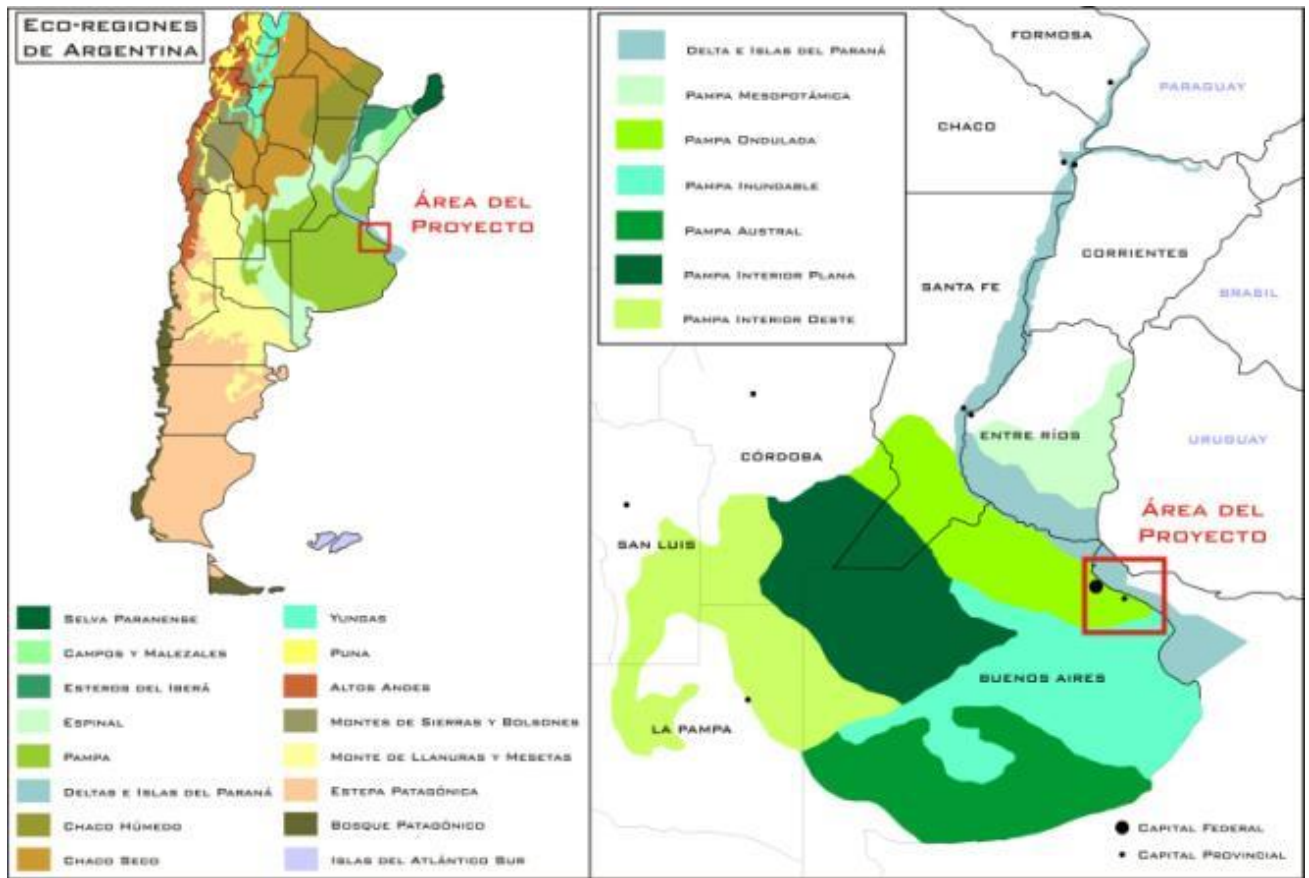 ECO-REGIONES
DE ARGENTINA
ÁREA DEL
PROYECTO
SELVA PARANENSE
CAMPOS Y MALEZALES
ESTEROS DEL IBERÁ
ESPINAL
PAMPA
DELTAS E ISLAS DEL PARANÁ
CHACO HÚMEDO
CHACO SECO
YUNGAS
PUNA
ALTOS ANDES
MONTES DE SIERRAS Y BOLSONES
MONTE DE LLANURAS Y MESETAS
ESTEPA PATAGÓNICA
BOSQUE PATAGÓNICO
ISLAS DEL ATLÁNTICO SUR
DELTA E ISLAS DEL PARANÁ
PAMPA MESOPOTÁMICA
PAMPA ONDULADA
PAMPA INUNDABLE
PAMPA AUSTRAL
PAMPA INTERIOR PLANA
PAMPA INTERIOR OESTE
FORMOSA
PARAGUAY
CHACO
CORRIENTES
SANTA FE
BRASIL
ENTRE RÍOS
URUGUAY
CÓRDOBA
ÁREA DEL
PROYECTO
SAN LUIS
BUENOS AIRES
LA PAMPA
CAPITAL FEDERAL
CAPITAL PROVINCIAL